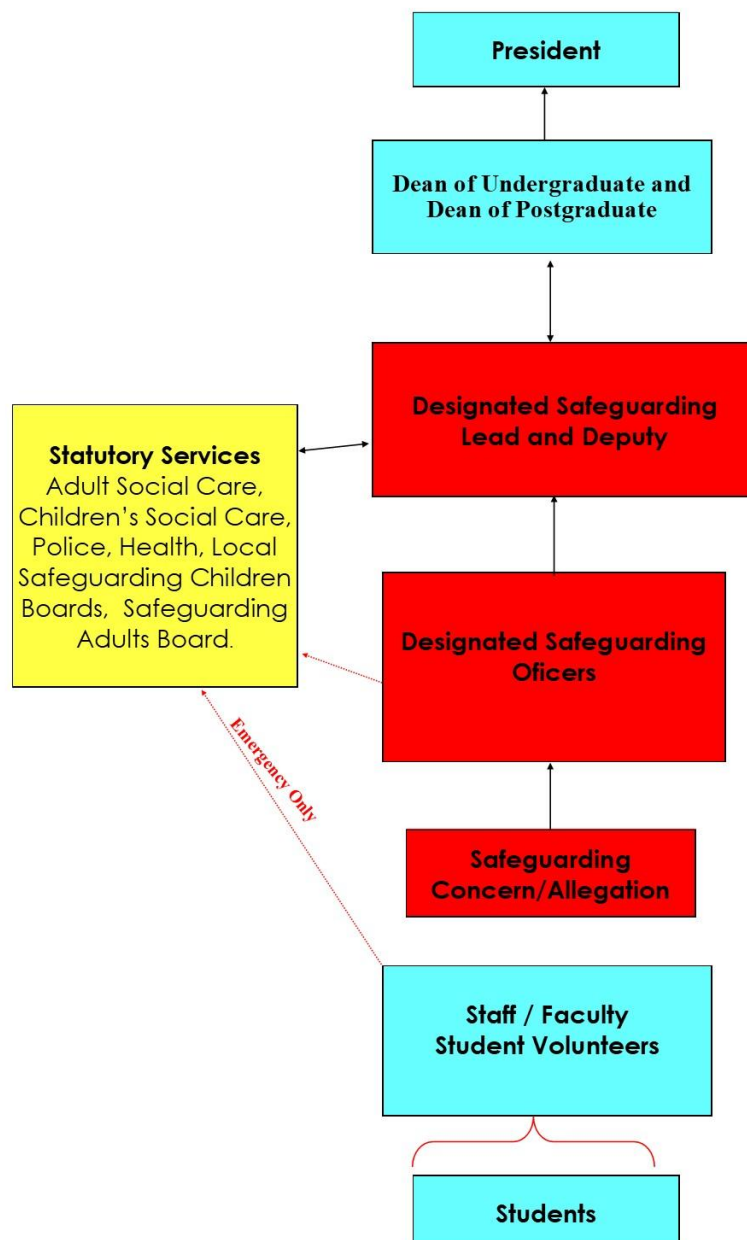 President
Dean of Undergraduate and
Dean of Postgraduate
Designated Safeguarding
Lead and Deputy
Statutory Services
Adult Social Care,
Children’s Social Care,
Police, Health, Local
Safeguarding Children
Boards, Safeguarding
Adults Board.
Designated Safeguarding
Oficers
Emergency Only
Safeguarding
Concern/Allegation
Staff / Faculty
Student Volunteers
Students